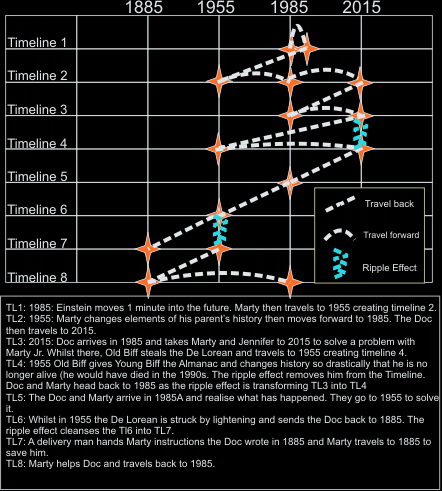 1885 1955 1985 2015
Timeline 1
Timeline 2
Timeline 3
Timeline 4
Timeline 5
Timeline 6
Timeline 7
Timeline 8
Travel back
Travel forward
Ripple Effect
TL1: 1985: Einstein moves 1 minute into the future. Marty then travels to 1955 creating timeline 2.
TL2: 1955: Marty changes elements of his parent's history then moves forward to 1985. The Doc
then travels to 2015.
TL3: 2015: Doc arrives in 1985 and takes Marty and Jennifer to 2015 to solve a problem with
Marty Jr. Whilst there, Old Biff steals the De Lorean and travels to 1955 creating timeline 4.
TL4: 1955 Old Biff gives Young Biff the Almanac and changes history so drastically that he is no
longer alive (he would have died in the 1990s. The ripple effect removes him from the Timeline.
Doc and Marty head back to 1985 as the ripple effect is transforming TL3 into TL4
TL5: The Doc and Marty arrive in 1985A and realise what has happened. They go to 1955 to solve
it.
TL6: Whilst in 1955 the De Lorean is struck by lightening and sends the Doc back to 1885. The
ripple effect cleanses the Tl6 into TL7.
TL7: A delivery man hands Marty instructions the Doc wrote in 1885 and Marty travels to 1885 to
save him.
TL8: Marty helps Doc and travels back to 1985.